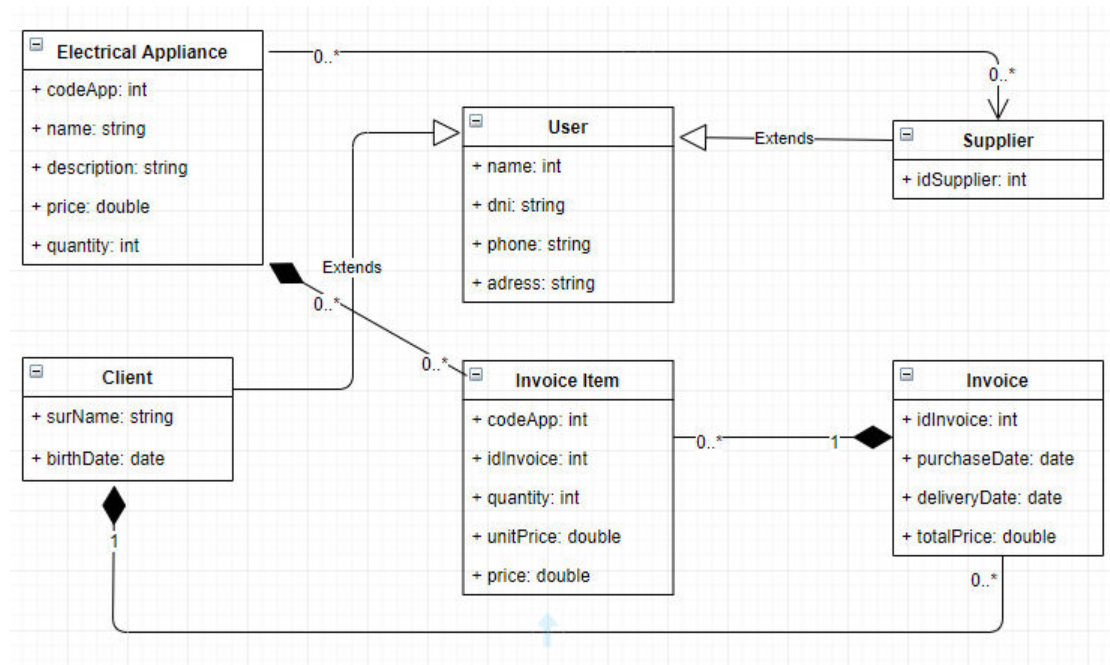 Electrical Appliance
+ codeApp: int
+ name: string
+ description: string
+ price: double
+ quantity: int
0..*
0..*
User
+ name: int
+ dni: string
+ phone: string
+ adress: string
Extends
Supplier
+ idSupplier: int
Extends
0..*
0..*
Client
+ surName: string
+ birthDate: date
1
Invoice Item
+ codeApp: int
+ idInvoice: int
+ quantity: int
+ unitPrice: double
+ price: double
0..*
1
Invoice
+ idInvoice: int
+ purchaseDate: date
+ deliveryDate: date
+ totalPrice: double
0..*